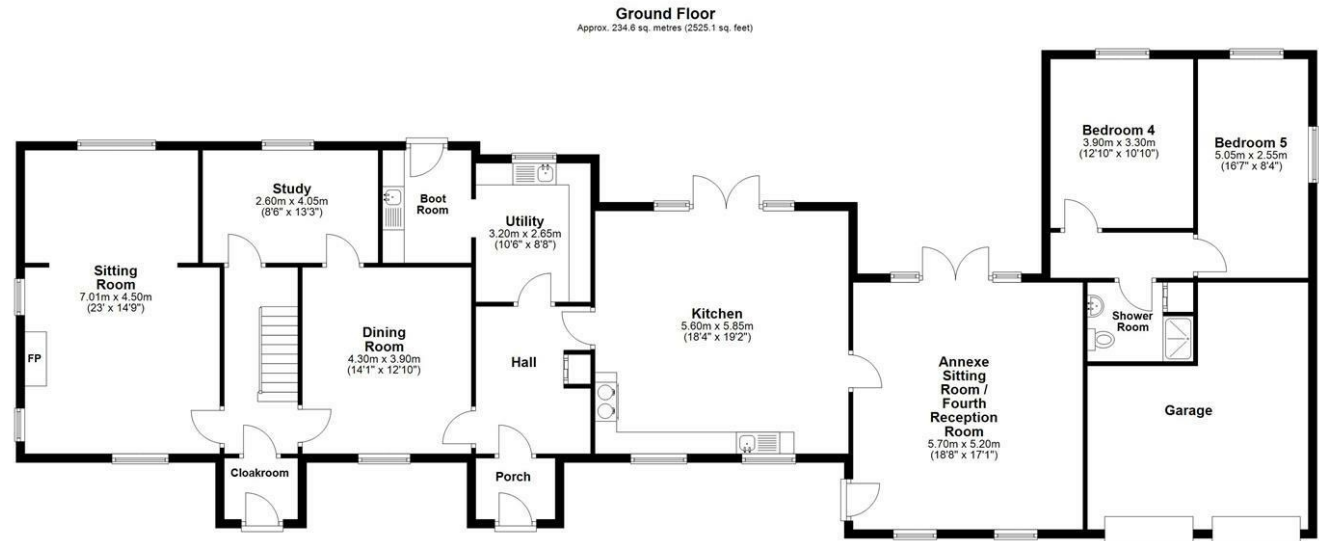 Ground Floor
Approx. 234.6 sq. metres (2525.1 sq. feet)
Sitting
Room
7.01m x 4.50m
(23' x 14'9")
FP
Study
2.60m x 4.05m
(8'6" x 13'3")
Boot
Room
Utility
3.20m x 2.65m
(10'6" x 8'8")
Dining
Room
4.30m x 3.90m
(14'1" x 12'10")
Hall
Cloakroom
Porch
Kitchen
5.60m x 5.85m
(18'4" x 19'2")
Annexe
Sitting
Room /
Fourth
Reception
Room
5.70m x 5.20m
(18'8" x 17'1")
Bedroom 4
3.90m x 3.30m
(12'10" x 10'10")
Bedroom 5
5.05m x 2.55m
(16'7" x 8'4")
Shower
Room
Garage